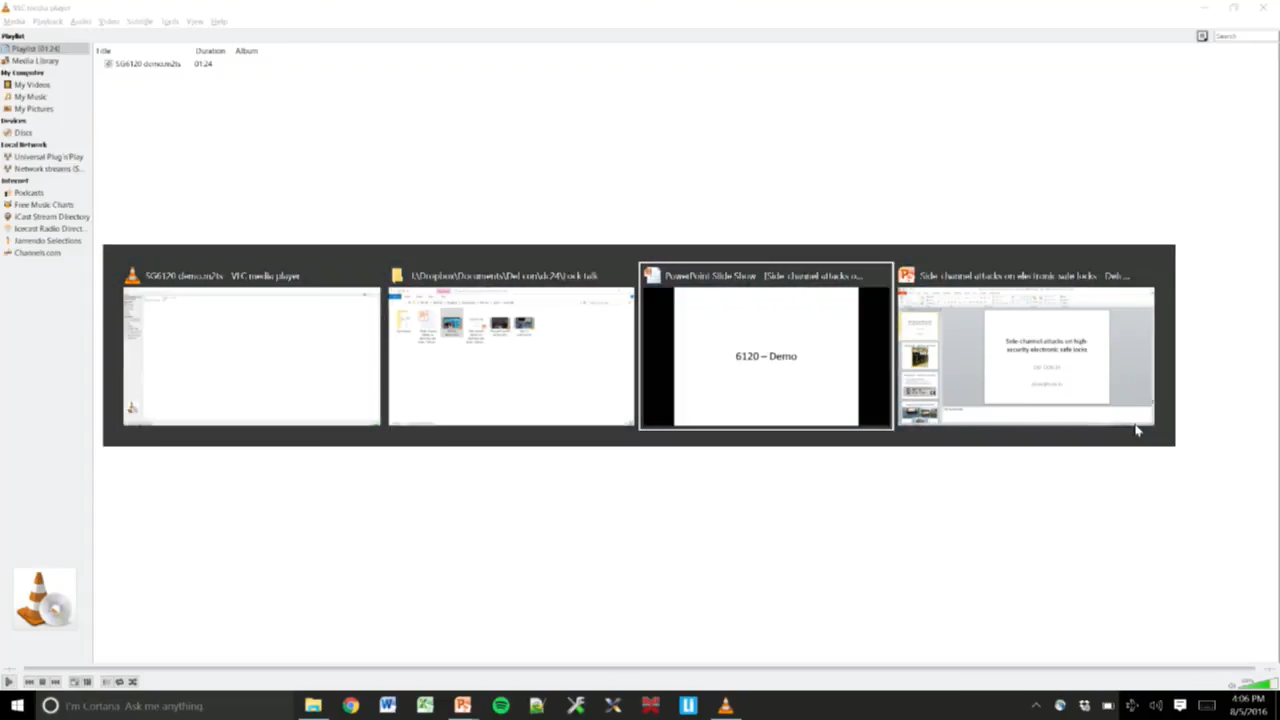 VLC media player
Media Playback Audio Video Subtitle Tools View Help
Playlist
Search
Playlist [01:24]
Title Duration Album
Media Library
SG6120 demo.m2ts 01:24
My Computer
My Videos
My Music
My Pictures
Devices
Discs
Local Network
Universal Plug'n'Play
Network streams (S...
Internet
Podcasts
Free Music Charts
iCast Stream Directory
Icecast Radio Direct...
Jamendo Selections
Channels.com
SG6120 demo.m2ts - VLC media player
PowerPoint Slide Show - [Side-channel attacks o...
Side-channel attacks on electronic safe locks - Defc...
6120 – Demo
Side-channel attacks on high-
security electronic safe locks
I'm Cortana. Ask me anything.
4:06 PM
8/5/2016